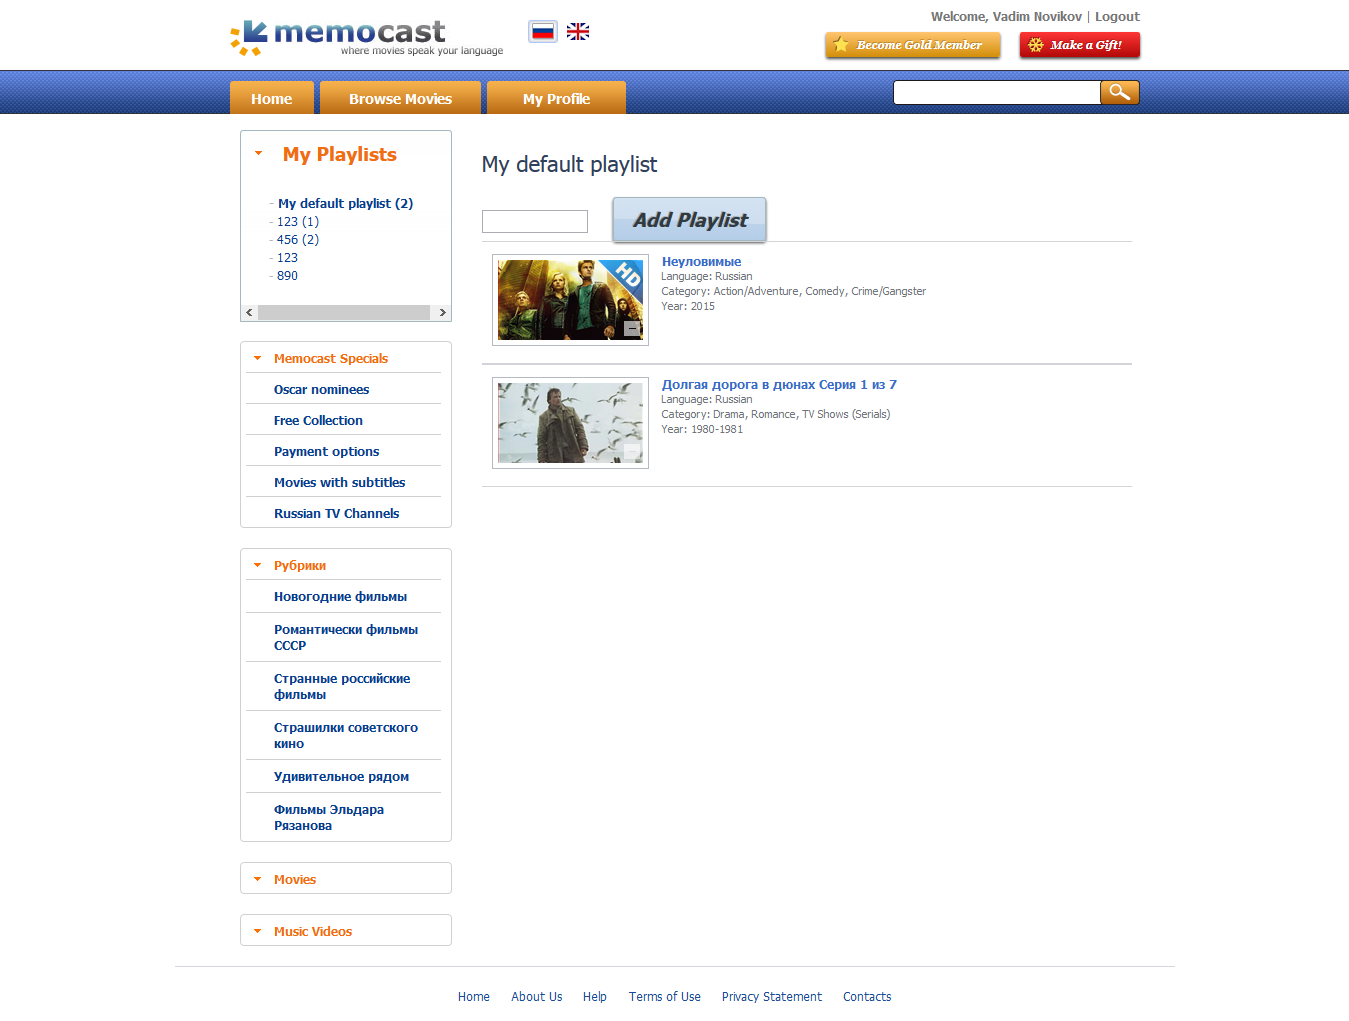 memocast
where movies speak your language
Welcome, Vadim Novikov | Logout
Become Gold Member
Make a Gift!
Home
Browse Movies
My Profile
My Playlists
- My default playlist (2)
- 123 (1)
- 456 (2)
- 123
- 890
Memocast Specials
Oscar nominees
Free Collection
Payment options
Movies with subtitles
Russian TV Channels
Рубрики
Новогодние фильмы
Романтически фильмы
СССР
Странные российские
фильмы
Страшилки советского
кино
Удивительное рядом
Фильмы Эльдара
Рязанова
Movies
Music Videos
My default playlist
Add Playlist
HD
Неуловимые
Language: Russian
Category: Action/Adventure, Comedy, Crime/Gangster
Year: 2015
Долгая дорога в дюнах Серия 1 из 7
Language: Russian
Category: Drama, Romance, TV Shows (Serials)
Year: 1980-1981
Home
About Us
Help
Terms of Use
Privacy Statement
Contacts